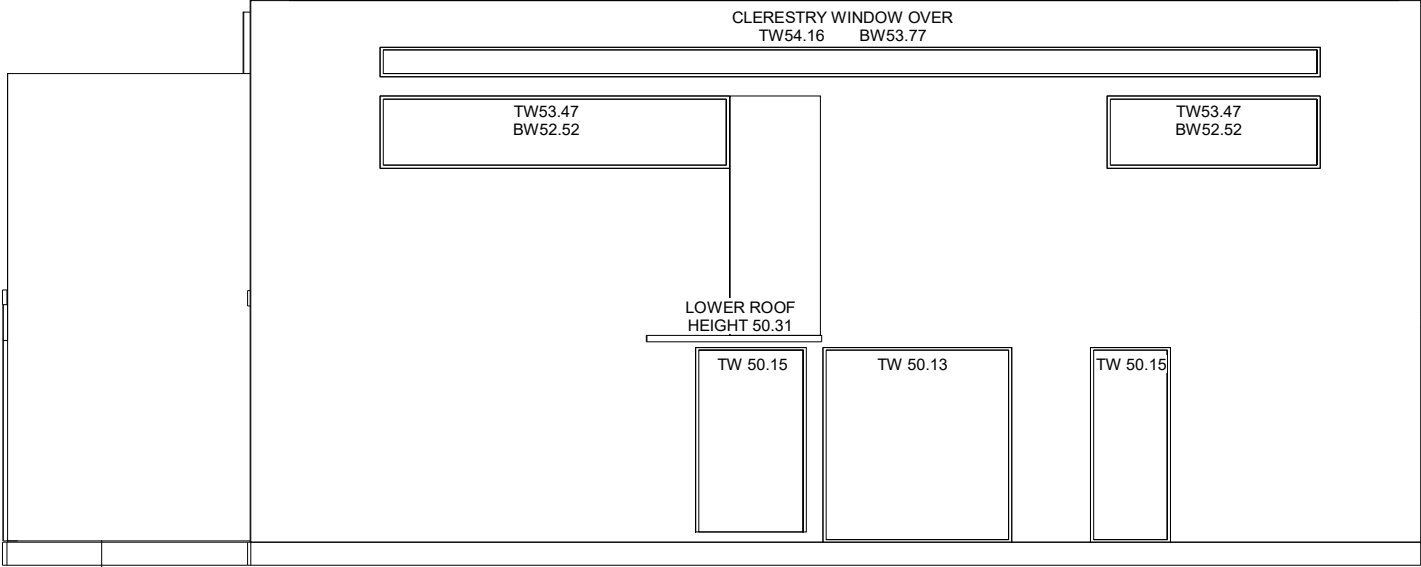 CLERESTRY WINDOW OVER
TW54.16 BW53.77
TW53.47
BW52.52
TW53.47
BW52.52
LOWER ROOF
HEIGHT 50.31
TW 50.15
TW 50.13
TW 50.15